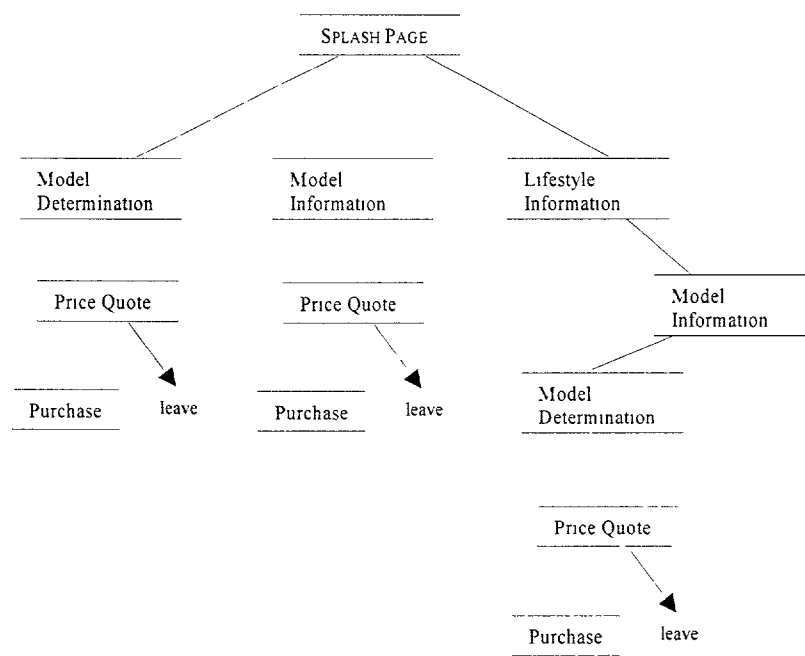 SPLASH PAGE
Model
Determination
Model
Information
Lifestyle
Information
Price Quote
Price Quote
Model
Information
Purchase
leave
Purchase
leave
Model
Determination
Price Quote
Purchase
leave